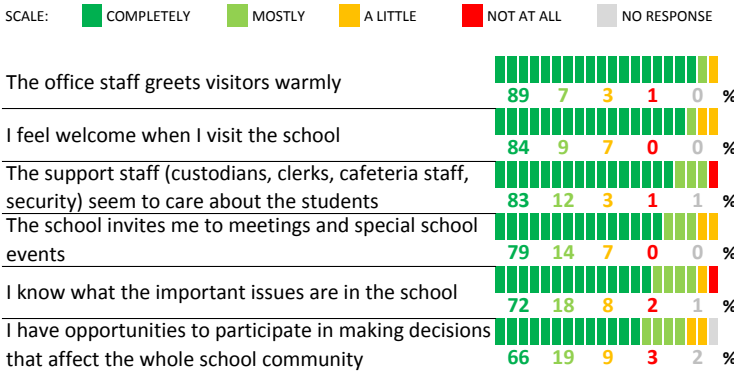 SCALE: COMPLETELY MOSTLY A LITTLE NOT AT ALL NO RESPONSE
The office staff greets visitors warmly
89 7 3 1 0 %
I feel welcome when I visit the school
84 9 7 0 0 %
The support staff (custodians, clerks, cafeteria staff,
security) seem to care about the students
83 12 3 1 1 %
The school invites me to meetings and special school
events
79 14 7 0 0 %
I know what the important issues are in the school
72 18 8 2 1 %
I have opportunities to participate in making decisions
that affect the whole school community
66 19 9 3 2 %